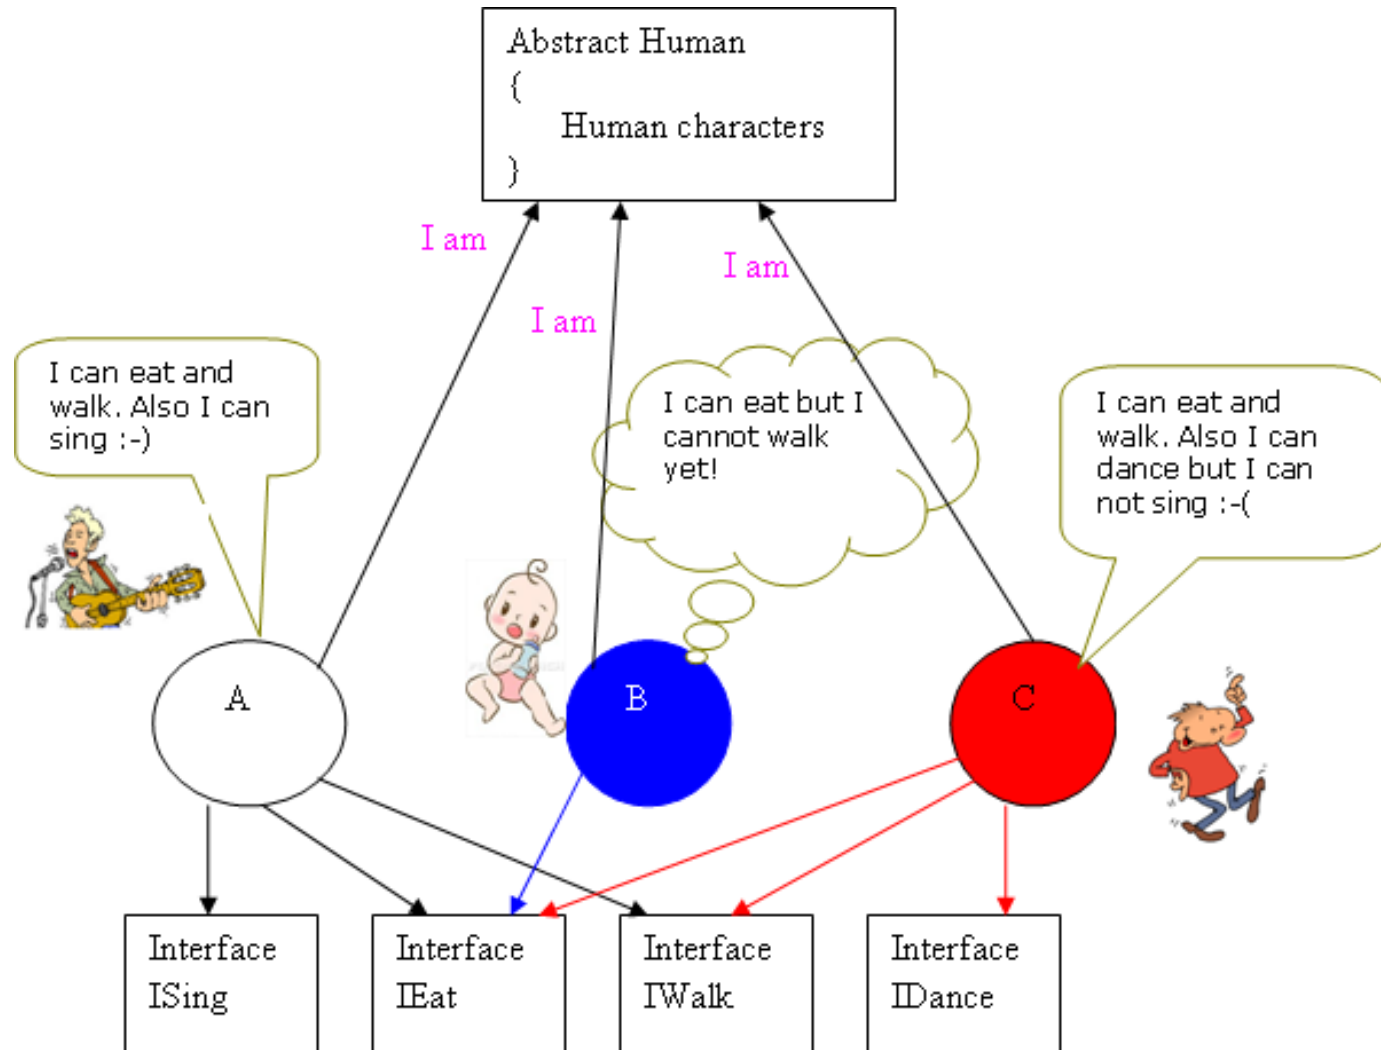 Abstract Human
{
Human characters
}
I am
I am
I am
I can eat and
walk. Also I can
sing :-)
I can eat but I
cannot walk
yet!
I can eat and
walk. Also I can
dance but I can
not sing :-(
A
B
C
Interface
ISing
Interface
IEat
Interface
IWalk
Interface
IDance